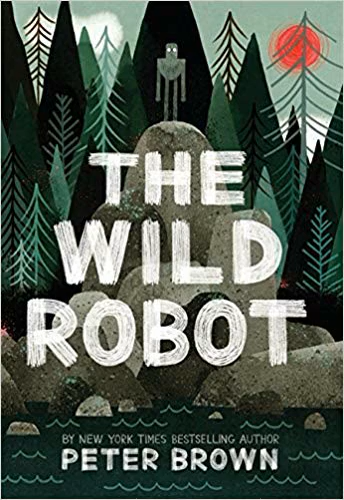 THE
WILD
ROBOT
BY NEW YORK TIMES BESTSELLING AUTHOR
PETER BROWN